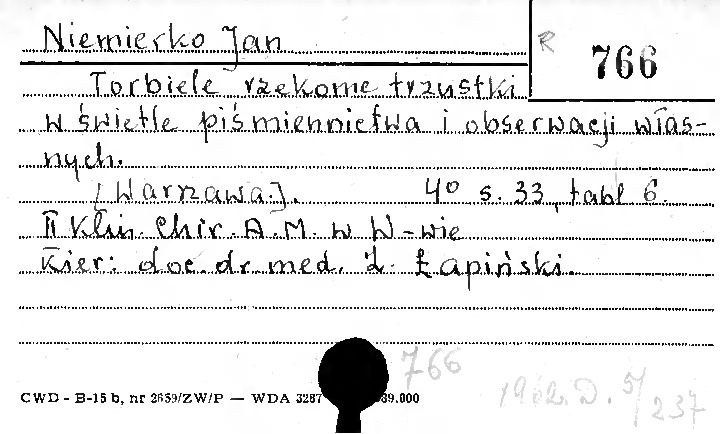 Niemierko Jan
R 766
Torbiele rzekome trzustki
w świetle piśmiennictwa i obserwacji włas-
nych.
[Warszawa]. 4° s. 33, tabl 6.
II Klin. Chir. A.M. w W-wie
Kier: doc. dr. med. Z. Łapiński.
766
CWD - B-15 b, nr 2659/ZW/P — WDA 3287 39.000
1962. D. 5/237